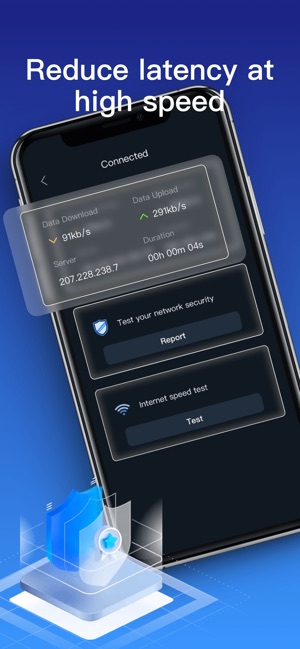 Reduce latency at
high speed
Connected
Data Download
Data Upload
91kb/s
291kb/s
Server
Duration
207.228.238.7
00h 00m 04s
Test your network security
Report
Internet speed test
Test